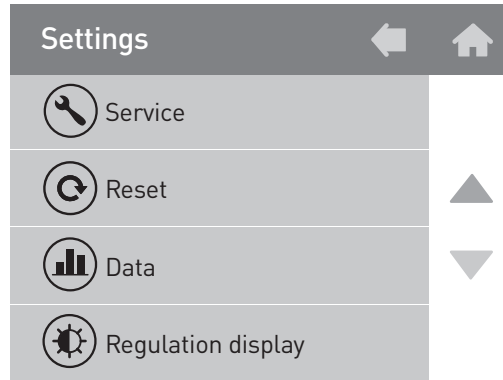 Settings
Service
Reset
Data
Regulation display